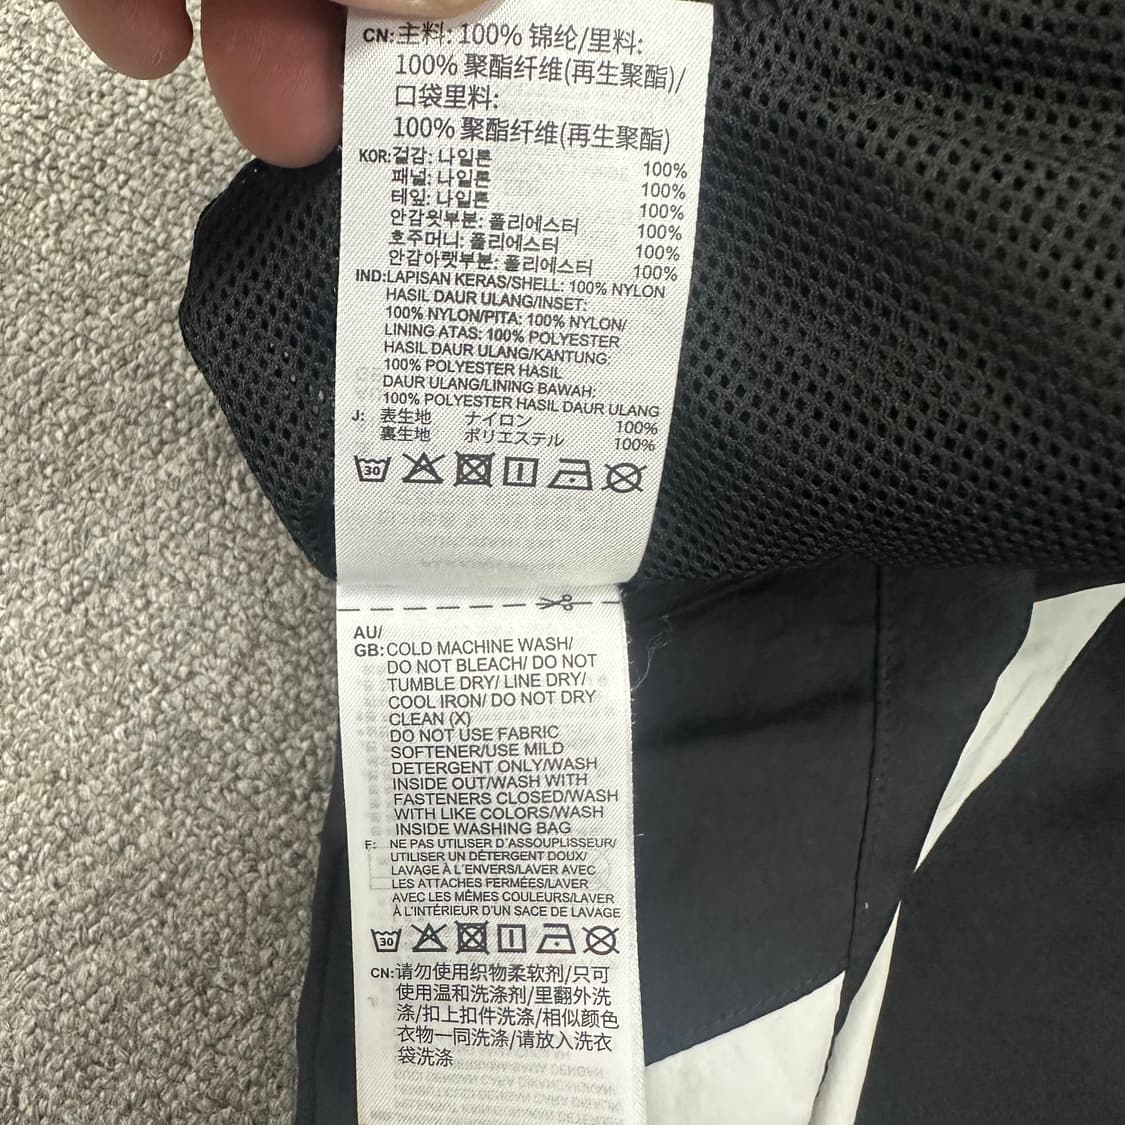 CN:主料: 100% 锦纶/里料:
100% 聚酯纤维(再生聚酯)/
口袋里料:
100% 聚酯纤维(再生聚酯)
KOR:겉감: 나일론 100%
패널: 나일론 100%
테잎: 나일론 100%
안감윗부분: 폴리에스터 100%
호주머니: 폴리에스터 100%
안감아랫부분: 폴리에스터 100%
IND:LAPISAN KERAS/SHELL: 100% NYLON
HASIL DAUR ULANG/INSET:
100% NYLON/PITA: 100% NYLON/
LINING ATAS: 100% POLYESTER
HASIL DAUR ULANG/KANTUNG:
100% POLYESTER HASIL
DAUR ULANG/LINING BAWAH:
100% POLYESTER HASIL DAUR ULANG
J: 表生地 ナイロン 100%
裏生地 ポリエステル 100%
30
AU/
GB:COLD MACHINE WASH/
DO NOT BLEACH/ DO NOT
TUMBLE DRY/ LINE DRY/
COOL IRON/ DO NOT DRY
CLEAN (X)
DO NOT USE FABRIC
SOFTENER/USE MILD
DETERGENT ONLY/WASH
INSIDE OUT/WASH WITH
FASTENERS CLOSED/WASH
WITH LIKE COLORS/WASH
INSIDE WASHING BAG
F: NE PAS UTILISER D'ASSOUPLISSEUR/
UTILISER UN DÉTERGENT DOUX/
LAVAGE À L'ENVERS/LAVER AVEC
LES ATTACHES FERMÉES/LAVER
AVEC LES MÊMES COULEURS/LAVER
À L'INTÉRIEUR D'UN SACE DE LAVAGE
30
CN:请勿使用织物柔软剂/只可
使用温和洗涤剂/里翻外洗
涤/扣上扣件洗涤/相似颜色
衣物一同洗涤/请放入洗衣
袋洗涤